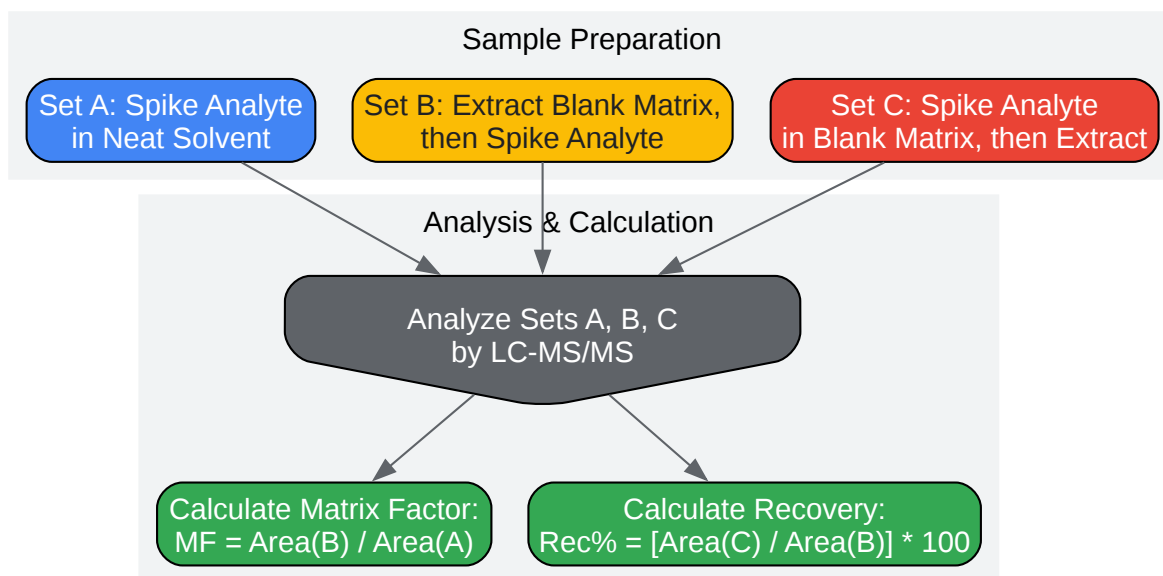 Sample Preparation
Set A: Spike Analyte
in Neat Solvent
Set B: Extract Blank Matrix,
then Spike Analyte
Set C: Spike Analyte
in Blank Matrix, then Extract
Analysis & Calculation
Analyze Sets A, B, C
by LC-MS/MS
Calculate Matrix Factor:
MF = Area(B) / Area(A)
Calculate Recovery:
Rec% = [Area(C) / Area(B)] * 100